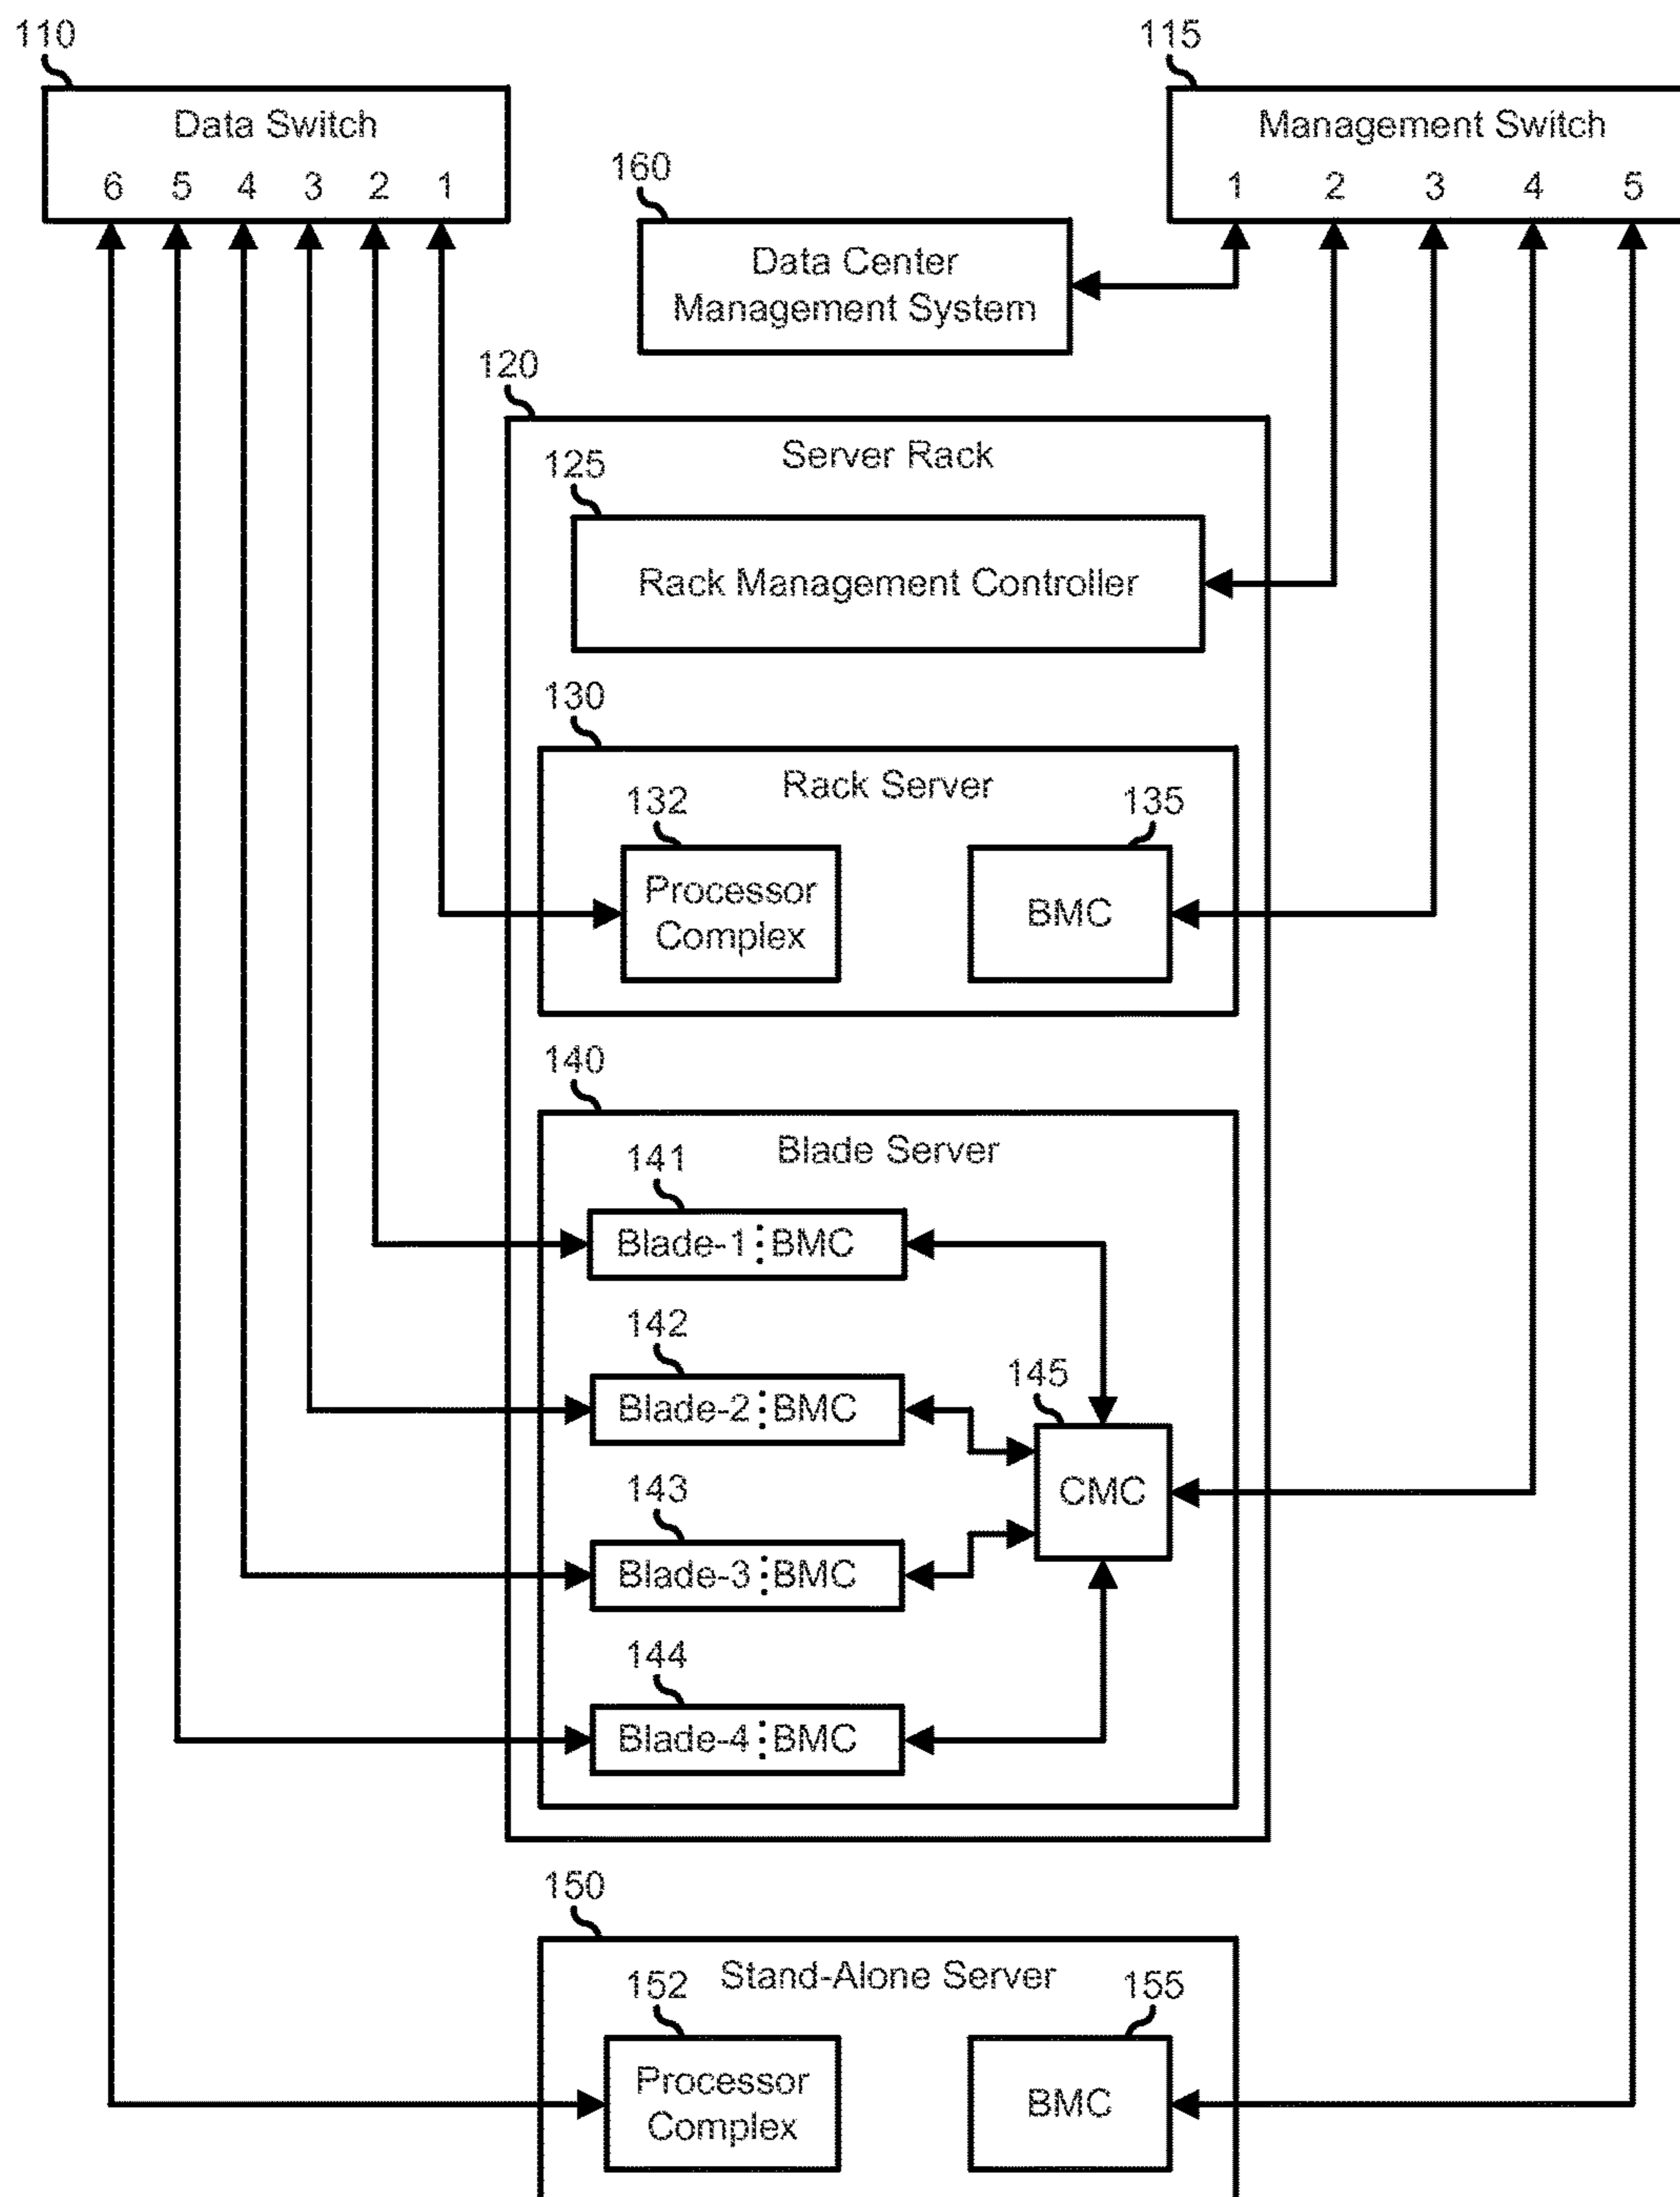 110
115
Data Switch
Management Switch
6 5 4 3 2 1
1 2 3 4 5
160
Data Center
Management System
120
Server Rack
125
Rack Management Controller
130
Rack Server
132
135
Processor
Complex
BMC
140
Blade Server
141
Blade-1 BMC
142
Blade-2 BMC
145
CMC
143
Blade-3 BMC
144
Blade-4 BMC
150
Stand-Alone Server
152
155
Processor
Complex
BMC